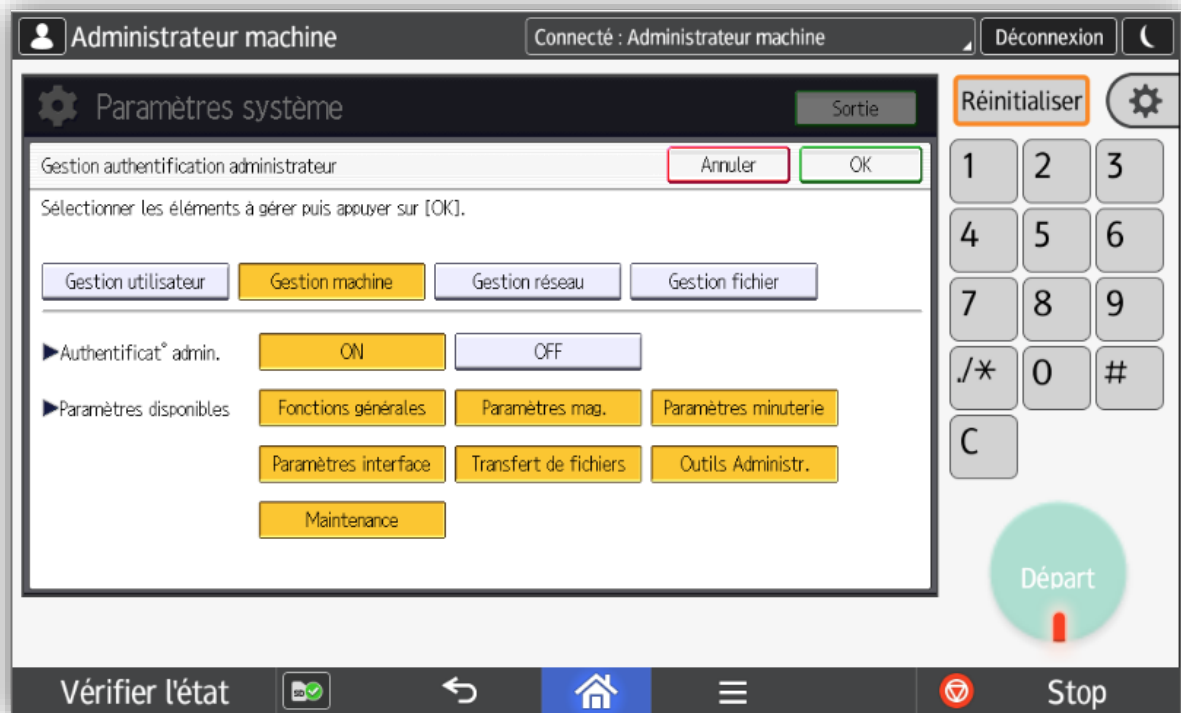 Administrateur machine
Connecté : Administrateur machine
Déconnexion
Paramètres système
Sortie
Réinitialiser
Gestion authentification administrateur
Annuler
OK
Sélectionner les éléments à gérer puis appuyer sur [OK].
Gestion utilisateur
Gestion machine
Gestion réseau
Gestion fichier
▶Authentificat° admin.
ON
OFF
▶Paramètres disponibles
Fonctions générales
Paramètres mag.
Paramètres minuterie
Paramètres interface
Transfert de fichiers
Outils Administr.
Maintenance
1 2 3
4 5 6
7 8 9
./* 0 #
C
Départ
Vérifier l'état
SD
Stop